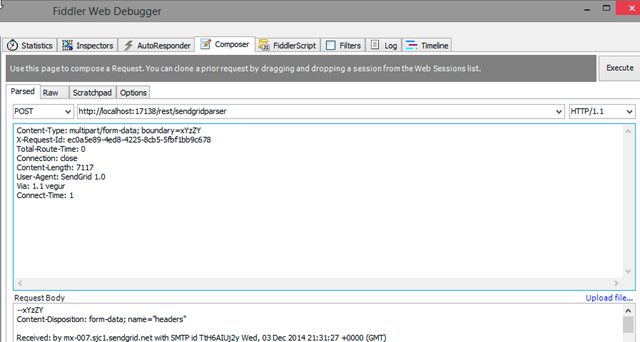 Fiddler Web Debugger
Statistics Inspectors AutoResponder Composer FiddlerScript Filters Log Timeline
Use this page to compose a Request. You can clone a prior request by dragging and dropping a session from the Web Sessions list. Execute
Parsed Raw Scratchpad Options
POST http://localhost:17138/rest/sendgridparser HTTP/1.1
Content-Type: multipart/form-data; boundary=xYzZY
X-Request-Id: ec0a5e89-4ed8-4225-8cb5-5fbf1bb9c678
Total-Route-Time: 0
Connection: close
Content-Length: 7117
User-Agent: SendGrid 1.0
Via: 1.1 vegur
Connect-Time: 1
Request Body Upload file...
--xYzZY
Content-Disposition: form-data; name="headers"
Received: by mx-007.sjc1.sendgrid.net with SMTP id TtH6AIUj2y Wed, 03 Dec 2014 21:31:27 +0000 (GMT)